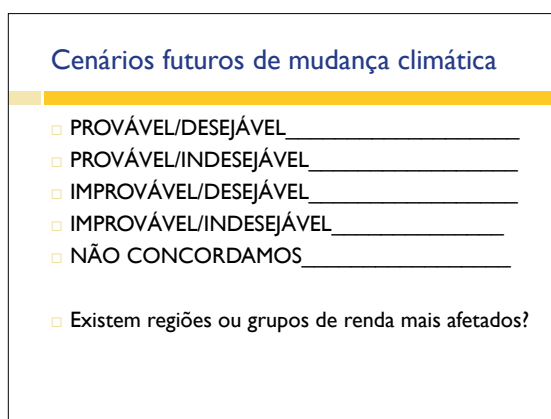 Cenários futuros de mudança climática
PROVÁVEL/DESEJÁVEL____________________
PROVÁVEL/INDESEJÁVEL__________________
IMPROVÁVEL/DESEJÁVEL__________________
IMPROVÁVEL/INDESEJÁVEL_______________
NÃO CONCORDAMOS__________________
Existem regiões ou grupos de renda mais afetados?